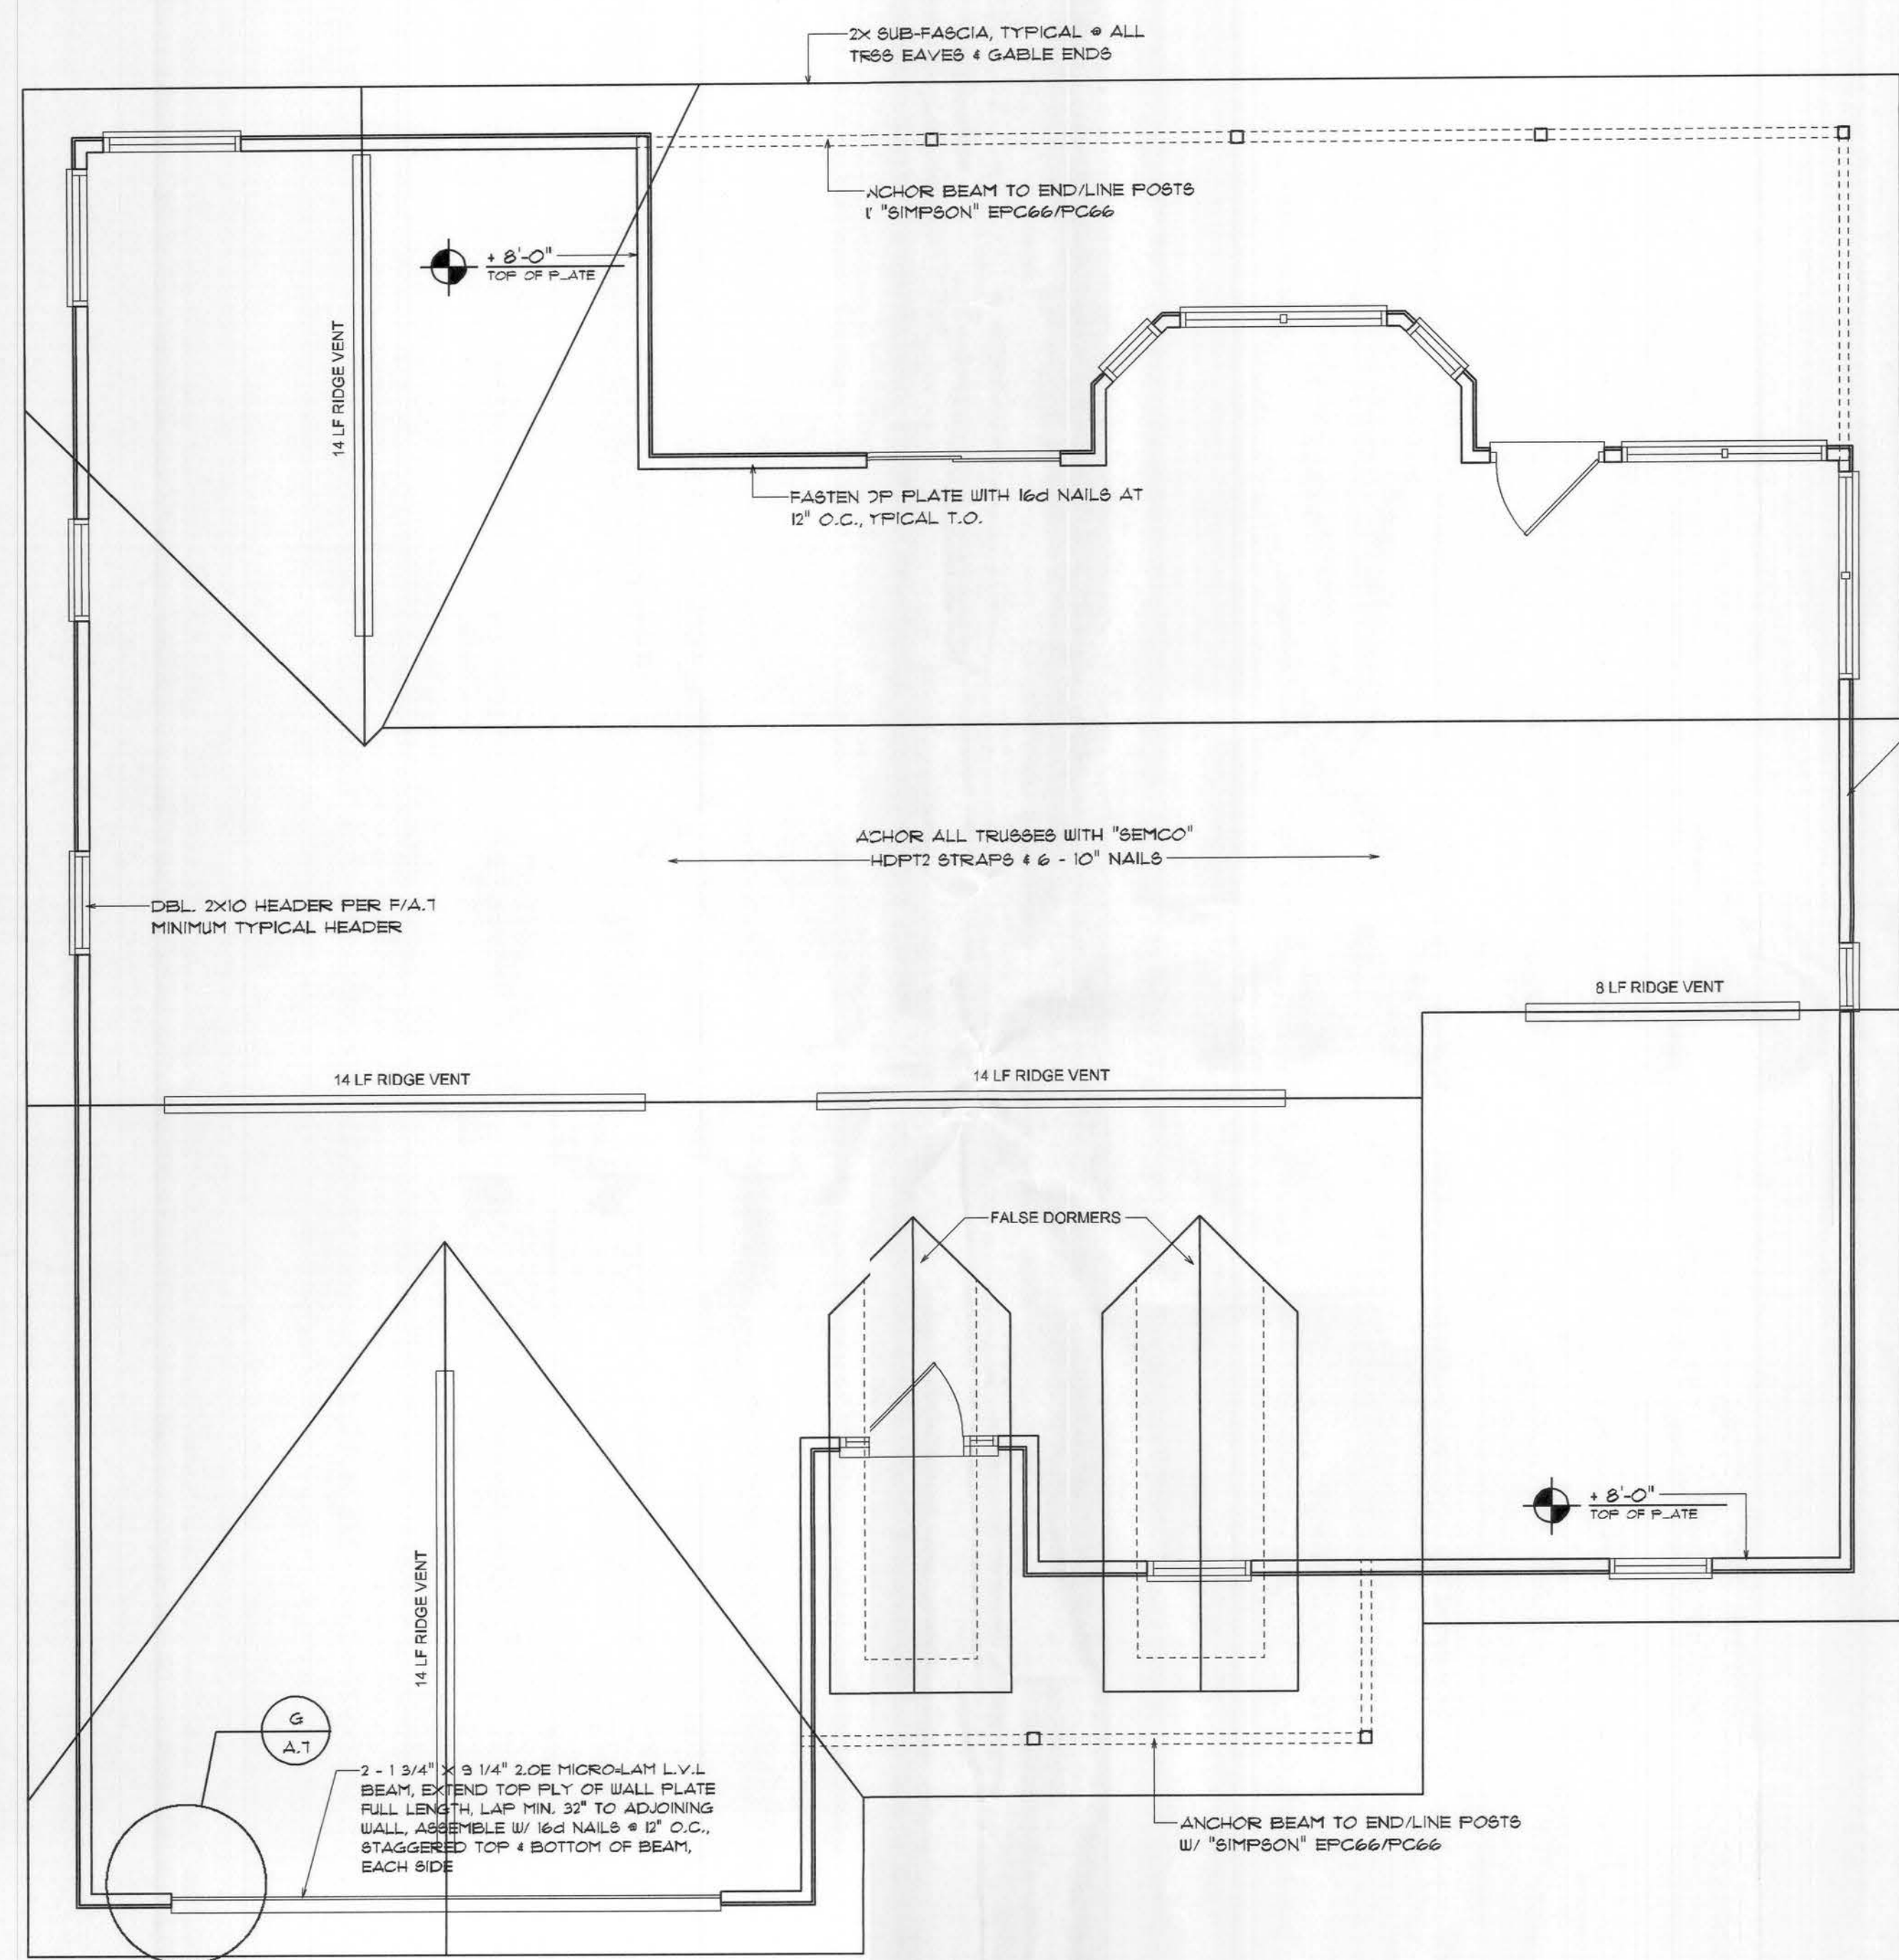 2X SUB-FASCIA, TYPICAL @ ALL
TRSS EAVES & GABLE ENDS
NCHOR BEAM TO END/LINE POSTS
"SIMPSON" EPC66/PC66
+ 8'-0"
TOP OF P_ATE
14 LF RIDGE VENT
FASTEN OP PLATE WITH 16d NAILS AT
12" O.C., YPICAL T.O.
ACHOR ALL TRUSSES WITH "SEMCO"
HDPT2 STRAPS & 6 - 10" NAILS
DBL. 2X10 HEADER PER F/A.7
MINIMUM TYPICAL HEADER
8 LF RIDGE VENT
14 LF RIDGE VENT
14 LF RIDGE VENT
FALSE DORMERS
+ 8'-0"
TOP OF P_ATE
14 LF RIDGE VENT
G
A.7
2 - 1 3/4" X 9 1/4" 2.0E MICRO=LAM L.V.L
BEAM, EXTEND TOP PLY OF WALL PLATE
FULL LENGTH, LAP MIN. 32" TO ADJOINING
WALL, ASSEMBLE W/ 16d NAILS @ 12" O.C.,
STAGGERED TOP & BOTTOM OF BEAM,
EACH SIDE
ANCHOR BEAM TO END/LINE POSTS
W/ "SIMPSON" EPC66/PC66